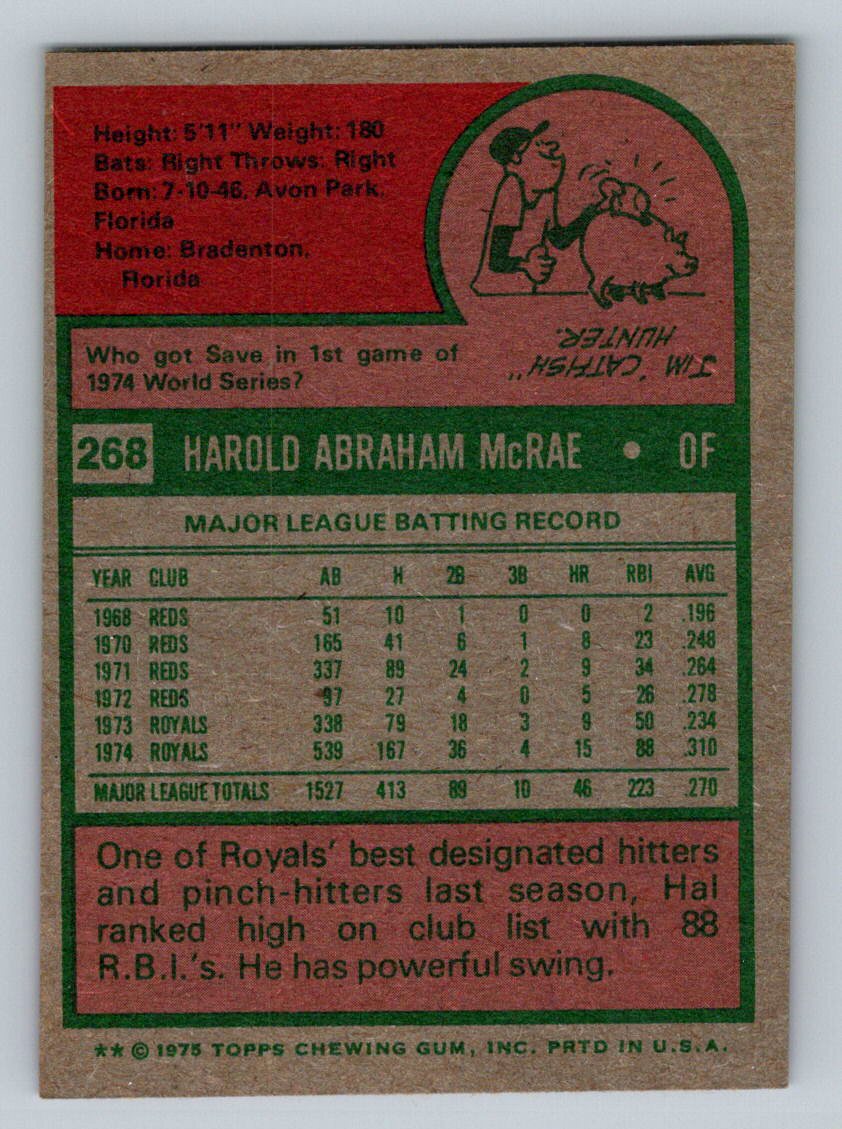 Height: 5'11" Weight: 180
Bats: Right Throws: Right
Born: 7-10-46, Avon Park,
Florida
Home: Bradenton,
Florida
Who got Save in 1st game of
1974 World Series?
JIM "CATFISH"
HUNTER.
268 HAROLD ABRAHAM McRAE • OF
MAJOR LEAGUE BATTING RECORD
YEAR CLUB AB H 2B 3B HR RBI AVG
1968 REDS 51 10 1 0 0 2 .196
1970 REDS 165 41 6 1 8 23 .248
1971 REDS 337 89 24 2 9 34 .264
1972 REDS 97 27 4 0 5 26 .278
1973 ROYALS 338 79 18 3 9 50 .234
1974 ROYALS 539 167 36 4 15 88 .310
MAJOR LEAGUE TOTALS 1527 413 89 10 46 223 .270
One of Royals' best designated hitters
and pinch-hitters last season, Hal
ranked high on club list with 88
R.B.I.'s. He has powerful swing.
** © 1975 TOPPS CHEWING GUM, INC. PRTD IN U.S.A.